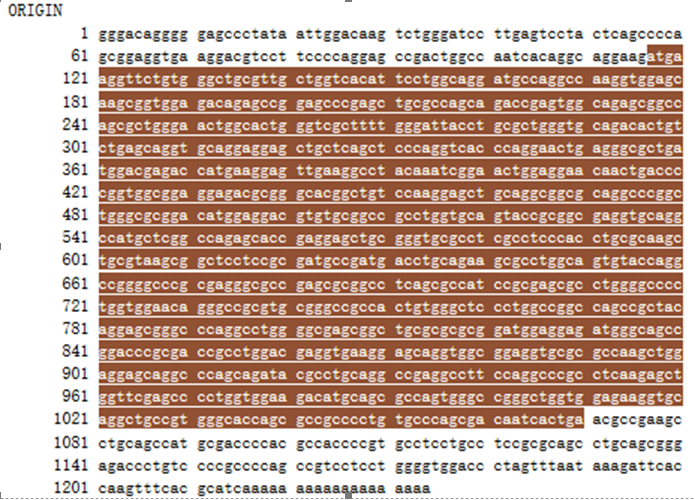 ORIGIN
1 gggacagggg gagccctata attggacaag tctgggatcc ttgagtccta ctcagcccca
61 gcggaggtga aggacgtcct tccccaggag ccgactggcc aatcacaggc aggaagatga
121 aggttctgtg ggctgcgttg ctggtcacat tcctggcagg atgccaggcc aaggtggagc
181 aagcggtgga gacagagccg gagcccgagc tgcgccagca gaccgagtgg cagagcggcc
241 agcgctggga actggcactg ggtcgctttt gggattacct gcgctgggtg cagacactgt
301 ctgagcaggt gcaggaggag ctgctcagct cccaggtcac ccaggaactg agggcgctga
361 tggacgagac catgaaggag ttgaaggcct acaaatcgga actggaggaa caactgaccc
421 cggtggcgga ggagacgcgg gcacggctgt ccaaggagct gcaggcggcg caggcccggc
481 tgggcgcgga catggaggac gtgtgcggcc gcctggtgca gtaccgcggc gaggtgcagg
541 ccatgctcgg ccagagcacc gaggagctgc gggtgcgcct cgcctcccac ctgcgcaagc
601 tgcgtaagcg gctcctccgc gatgccgatg acctgcagaa gcgcctggca gtgtaccagg
661 ccggggcccg cgagggcgcc gagcgcggcc tcagcgccat ccgcgagcgc ctggggcccc
721 tggtggaaca gggccgcgtg cgggccgcca ctgtgggctc cctggccggc cagccgctac
781 aggagcgggc ccaggcctgg ggcgagcggc tgcgcgcgcg gatggaggag atgggcagcc
841 ggacccgcga ccgcctggac gaggtgaagg agcaggtggc ggaggtgcgc gccaagctgg
901 aggagcaggc ccagcagata cgcctgcagg ccgaggcctt ccaggcccgc ctcaagagct
961 ggttcgagcc cctggtggaa gacatgcagc gccagtgggc cgggctggtg gagaaggtgc
1021 aggctgccgt gggcaccagc gccgcccctg tgcccagcga caatcactga acgccgaagc
1081 ctgcagccat gcgaccccac gccaccccgt gcctcctgcc tccgcgcagc ctgcagcggg
1141 agaccctgtc cccgccccag ccgtcctcct ggggtggacc ctagtttaat aaagattcac
1201 caagtttcac gcatcaaaaa aaaaaaaaaa aaaa